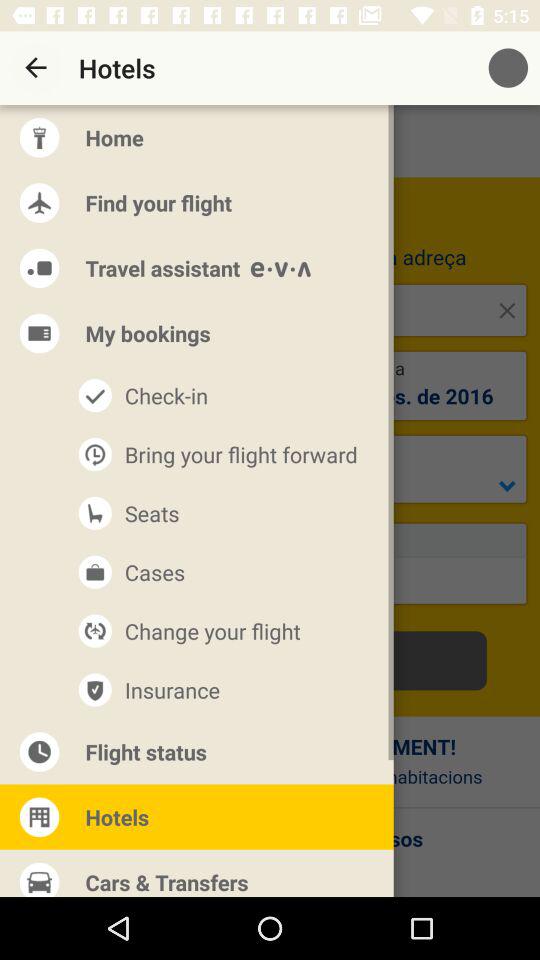 5:15
Hotels
Home
Find your flight
Travel assistant e·v·ʌ
adreça
My bookings
a
s. de 2016
Check-in
Bring your flight forward
Seats
Cases
Change your flight
Insurance
MENT!
Flight status
habitacions
Hotels
sos
Cars & Transfers